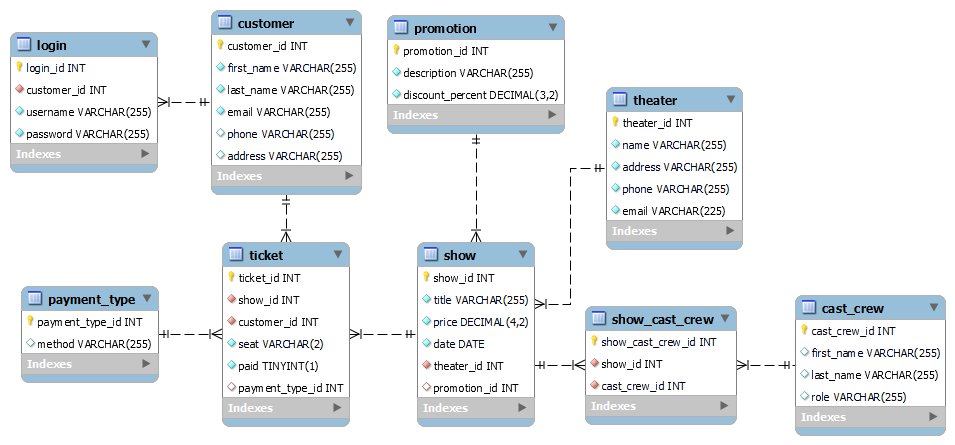 login
login_id INT
customer_id INT
username VARCHAR(255)
password VARCHAR(255)
Indexes
customer
customer_id INT
first_name VARCHAR(255)
last_name VARCHAR(255)
email VARCHAR(255)
phone VARCHAR(255)
address VARCHAR(255)
Indexes
promotion
promotion_id INT
description VARCHAR(255)
discount_percent DECIMAL(3,2)
Indexes
theater
theater_id INT
name VARCHAR(255)
address VARCHAR(255)
phone VARCHAR(255)
email VARCHAR(225)
Indexes
payment_type
payment_type_id INT
method VARCHAR(255)
Indexes
ticket
ticket_id INT
show_id INT
customer_id INT
seat VARCHAR(2)
paid TINYINT(1)
payment_type_id INT
Indexes
show
show_id INT
title VARCHAR(255)
price DECIMAL(4,2)
date DATE
theater_id INT
promotion_id INT
Indexes
show_cast_crew
show_cast_crew_id INT
show_id INT
cast_crew_id INT
Indexes
cast_crew
cast_crew_id INT
first_name VARCHAR(255)
last_name VARCHAR(255)
role VARCHAR(255)
Indexes